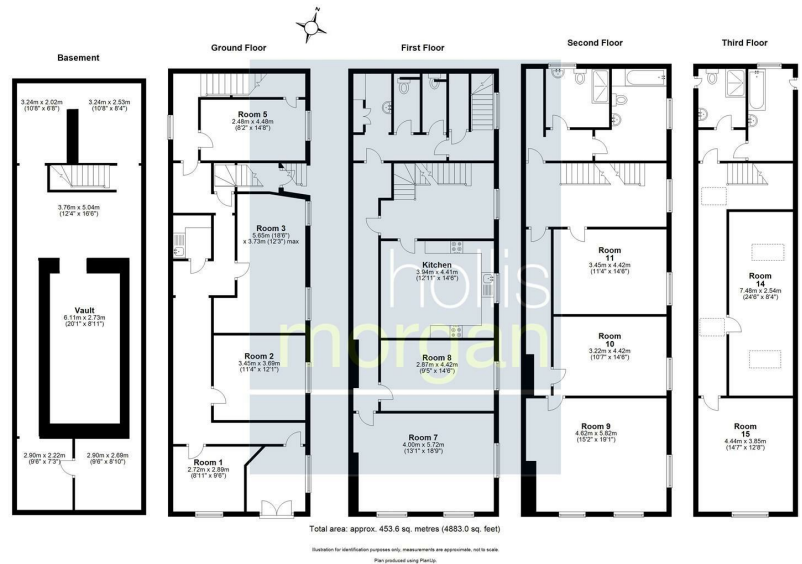 N
Basement
3.24m x 2.02m
(10'8" x 6'8")
3.24m x 2.53m
(10'8" x 8'4")
3.76m x 5.04m
(12'4" x 16'6")
Vault
6.11m x 2.73m
(20'1" x 8'11")
2.90m x 2.22m
(9'6" x 7'3")
2.90m x 2.69m
(9'6" x 8'10")
Ground Floor
Room 5
2.48m x 4.48m
(8'2" x 14'8")
Room 3
5.65m (18'6")
x 3.73m (12'3") max
Room 2
3.45m x 3.69m
(11'4" x 12'1")
Room 1
2.72m x 2.89m
(8'11" x 9'6")
First Floor
Kitchen
3.94m x 4.41m
(12'11" x 14'6")
Room 8
2.87m x 4.42m
(9'5" x 14'6")
Room 7
4.00m x 5.72m
(13'1" x 18'9")
Second Floor
Room
11
3.45m x 4.42m
(11'4" x 14'6")
Room
10
3.22m x 4.42m
(10'7" x 14'6")
Room 9
4.62m x 5.82m
(15'2" x 19'1")
Third Floor
Room
14
7.48m x 2.54m
(24'6" x 8'4")
Room
15
4.44m x 3.85m
(14'7" x 12'8")
hollis
morgan
Total area: approx. 453.6 sq. metres (4883.0 sq. feet)
Illustration for identification purposes only, measurements are approximate, not to scale.
Plan produced using PlanUp.